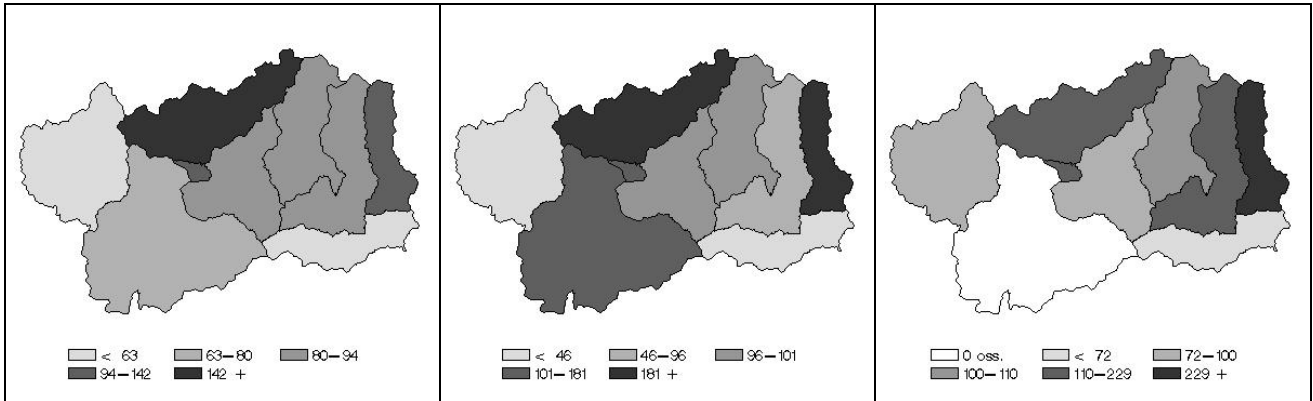 < 63 63–80 80–94
94–142 142 +
< 46 46–96 96–101
101–181 181 +
0 oss. < 72 72–100
100–110 110–229 229 +